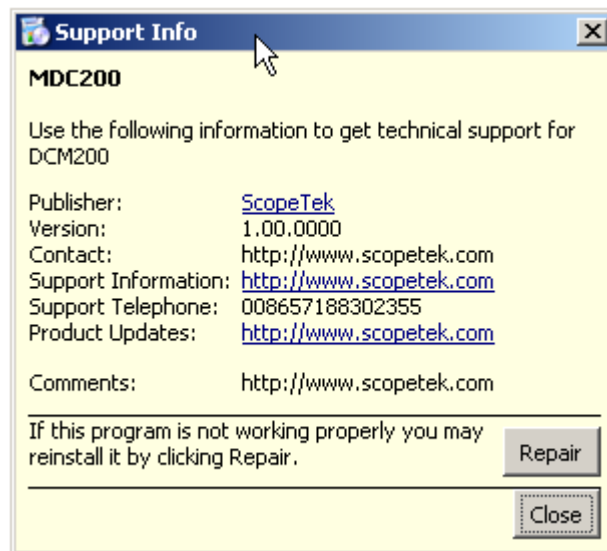 Support Info
MDC200
Use the following information to get technical support for
DCM200
Publisher: ScopeTek
Version: 1.00.0000
Contact: http://www.scopetek.com
Support Information: http://www.scopetek.com
Support Telephone: 008657188302355
Product Updates: http://www.scopetek.com
Comments: http://www.scopetek.com
If this program is not working properly you may
reinstall it by clicking Repair.
Repair
Close